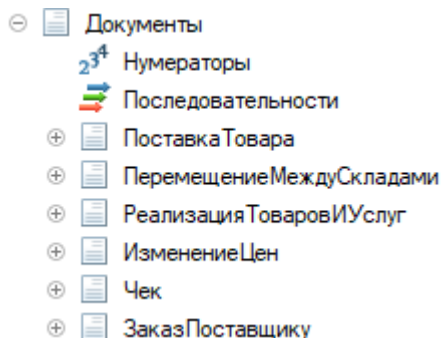 Документы
Нумераторы
Последовательности
ПоставкаТовара
ПеремещениеМеждуСкладами
РеализацияТоваровИУслуг
ИзменениеЦен
Чек
ЗаказПоставщику